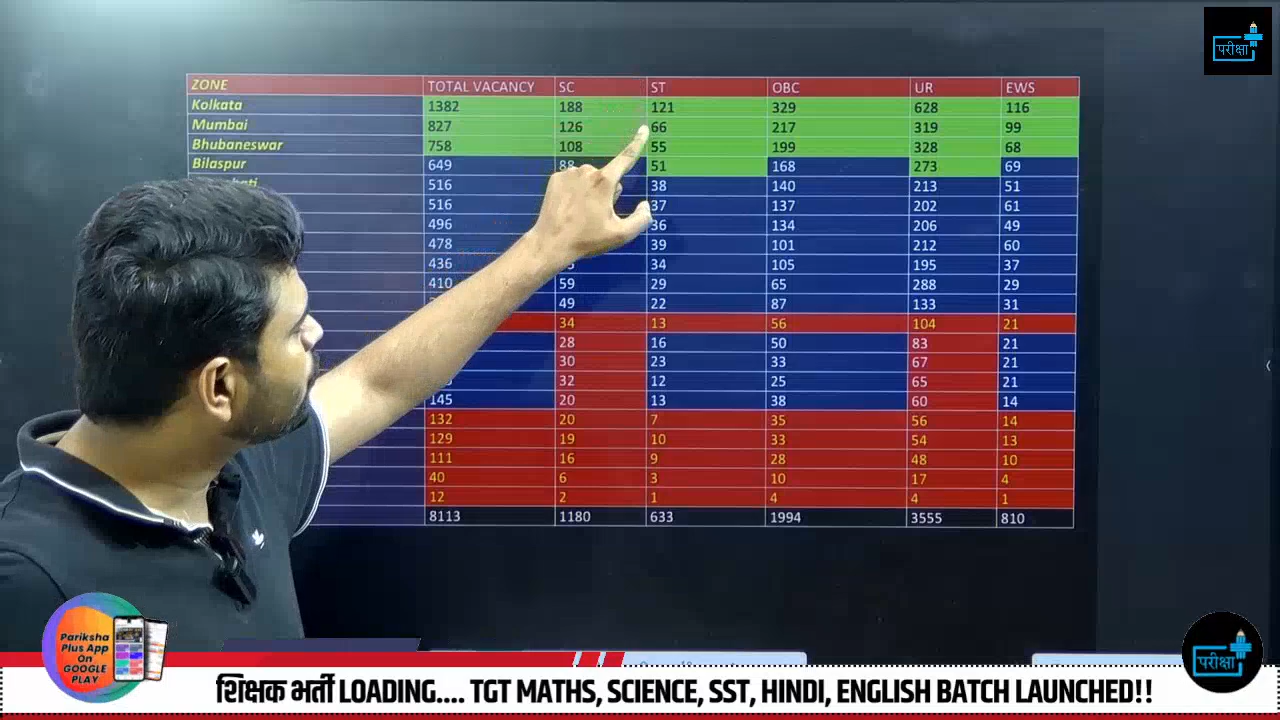 परीक्षा
ZONE TOTAL VACANCY SC ST OBC UR EWS
Kolkata 1382 188 121 329 628 116
Mumbai 827 126 66 217 319 99
Bhubaneswar 758 108 55 199 328 68
Bilaspur 649 88 51 168 273 69
516 38 140 213 51
516 37 137 202 61
496 36 134 206 49
478 39 101 212 60
436 34 105 195 37
410 59 29 65 288 29
49 22 87 133 31
34 13 56 104 21
28 16 50 83 21
30 23 33 67 21
32 12 25 65 21
145 20 13 38 60 14
132 20 7 35 56 14
129 19 10 33 54 13
111 16 9 28 48 10
40 6 3 10 17 4
12 2 1 4 4 1
8113 1180 633 1994 3555 810
Pariksha
Plus App
On
GOOGLE
PLAY
परीक्षा
शिक्षक भर्ती LOADING.... TGT MATHS, SCIENCE, SST, HINDI, ENGLISH BATCH LAUNCHED!!